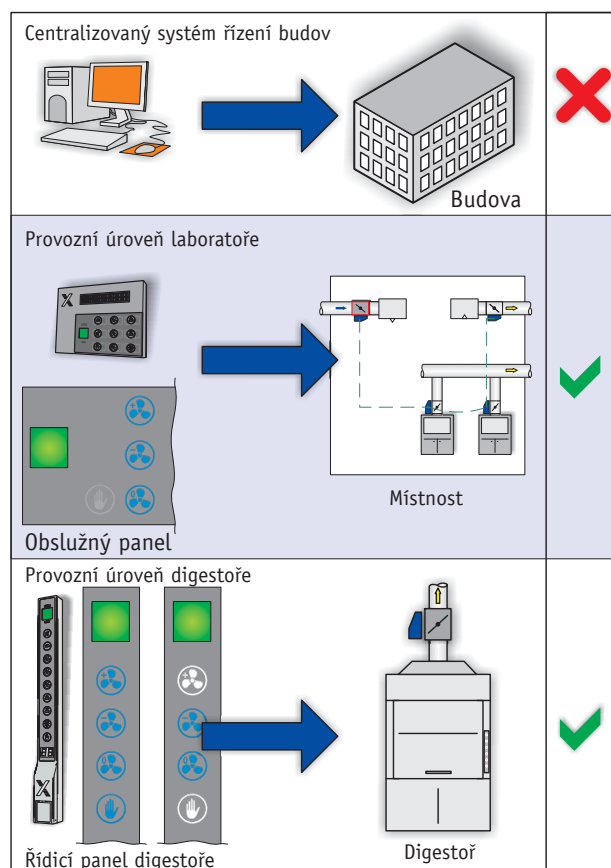 Centralizovaný systém řízení budov
Budova
Provozní úroveň laboratoře
Místnost
Obslužný panel
Provozní úroveň digestoře
Digestoř
Řídicí panel digestoře